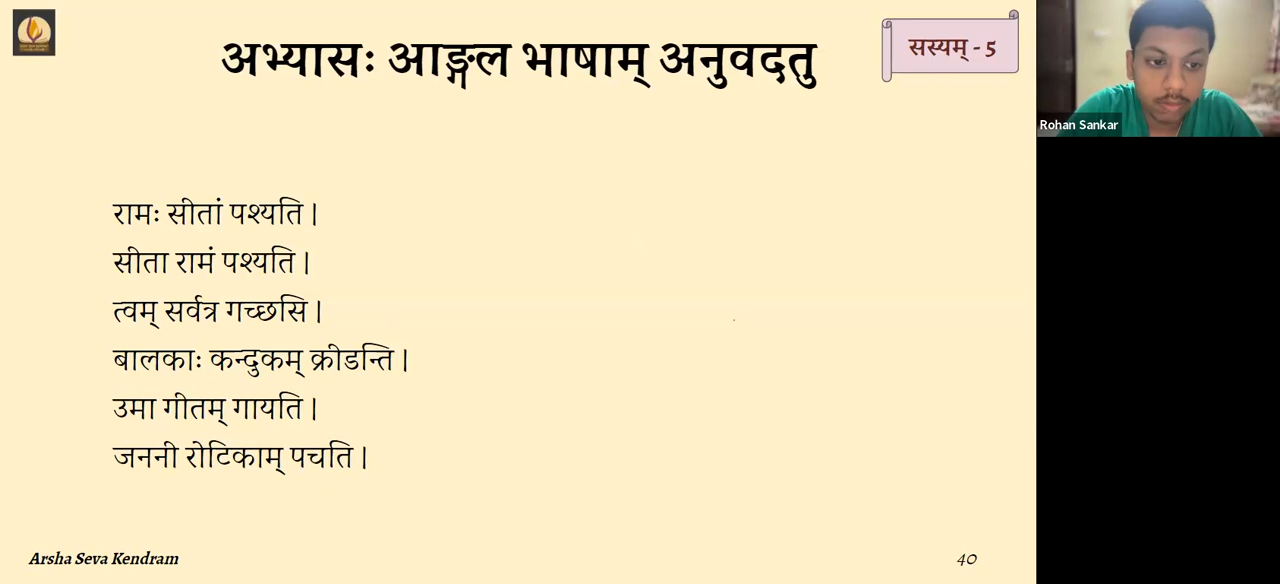 अभ्यासः आङ्गल भाषाम् अनुवदतु
सस्यम् - 5
Rohan Sankar
रामः सीतां पश्यति |
सीता रामं पश्यति |
त्वम् सर्वत्र गच्छसि |
बालकाः कन्दुकम् क्रीडन्ति |
उमा गीतम् गायति |
जननी रोटिकाम् पचति |
Arsha Seva Kendram
40